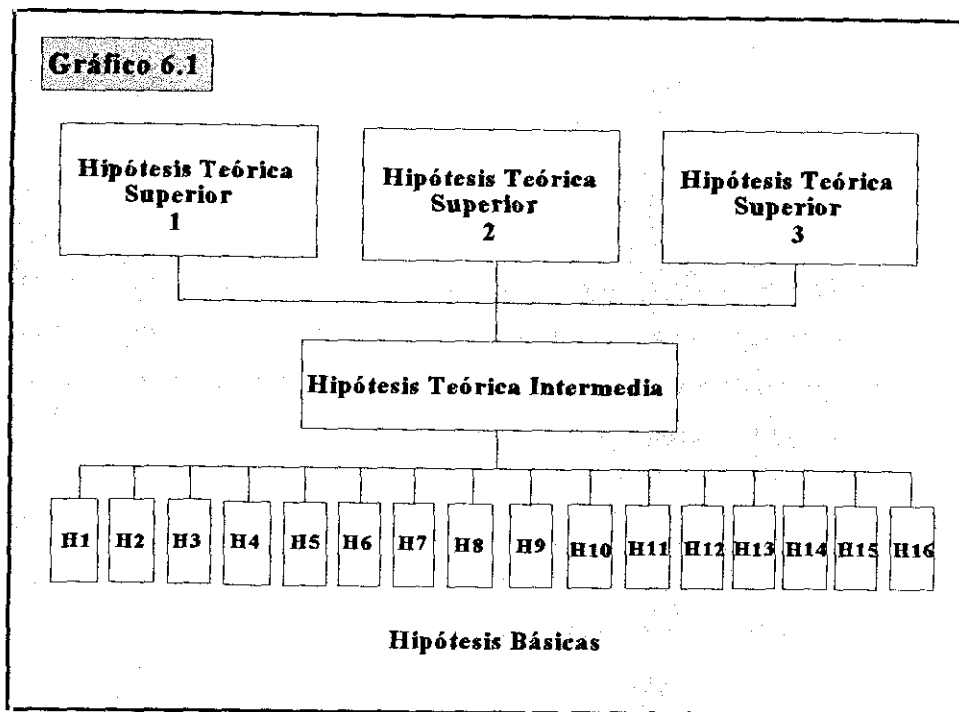 Gráfico 6.1
Hipótesis Teórica
Superior
1
Hipótesis Teórica
Superior
2
Hipótesis Teórica
Superior
3
Hipótesis Teórica Intermedia
H1 H2 H3 H4 H5 H6 H7 H8 H9 H10 H11 H12 H13 H14 H15 H16
Hipótesis Básicas